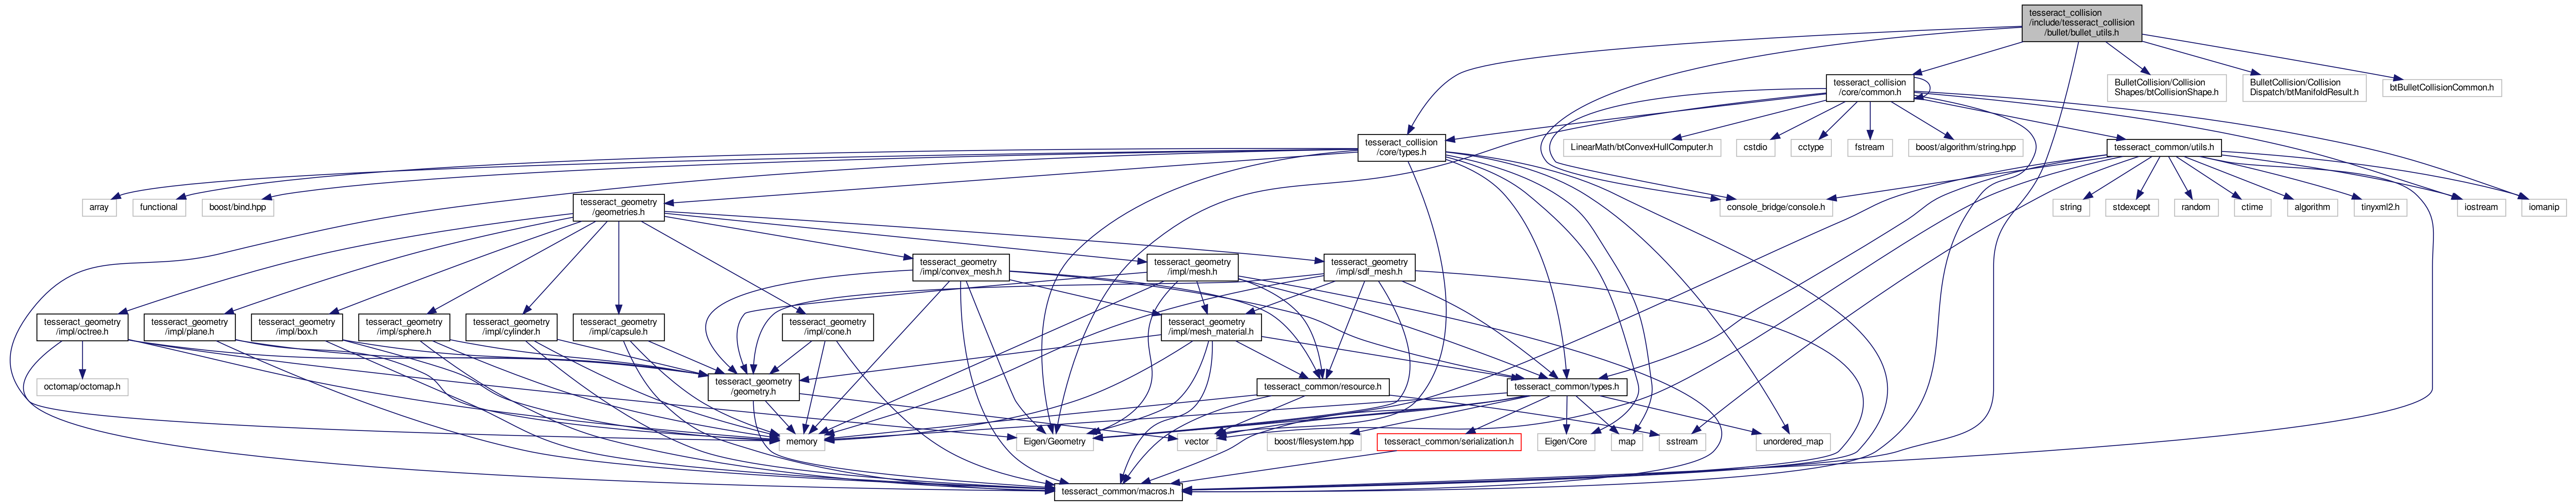 tesseract_collision
/include/tesseract_collision
/bullet/bullet_utils.h
tesseract_collision
/core/common.h
BulletCollision/Collision
Shapes/btCollisionShape.h
BulletCollision/Collision
Dispatch/btManifoldResult.h
btBulletCollisionCommon.h
tesseract_collision
/core/types.h
LinearMath/btConvexHullComputer.h
cstdio
cctype
fstream
boost/algorithm/string.hpp
tesseract_common/utils.h
array
functional
boost/bind.hpp
tesseract_geometry
/geometries.h
console_bridge/console.h
string
stdexcept
random
ctime
algorithm
tinyxml2.h
iostream
iomanip
tesseract_geometry
/impl/convex_mesh.h
tesseract_geometry
/impl/mesh.h
tesseract_geometry
/impl/sdf_mesh.h
tesseract_geometry
/impl/octree.h
tesseract_geometry
/impl/plane.h
tesseract_geometry
/impl/box.h
tesseract_geometry
/impl/sphere.h
tesseract_geometry
/impl/cylinder.h
tesseract_geometry
/impl/capsule.h
tesseract_geometry
/impl/cone.h
tesseract_geometry
/impl/mesh_material.h
octomap/octomap.h
tesseract_geometry
/geometry.h
tesseract_common/resource.h
tesseract_common/types.h
memory
Eigen/Geometry
vector
boost/filesystem.hpp
tesseract_common/serialization.h
Eigen/Core
map
sstream
unordered_map
tesseract_common/macros.h